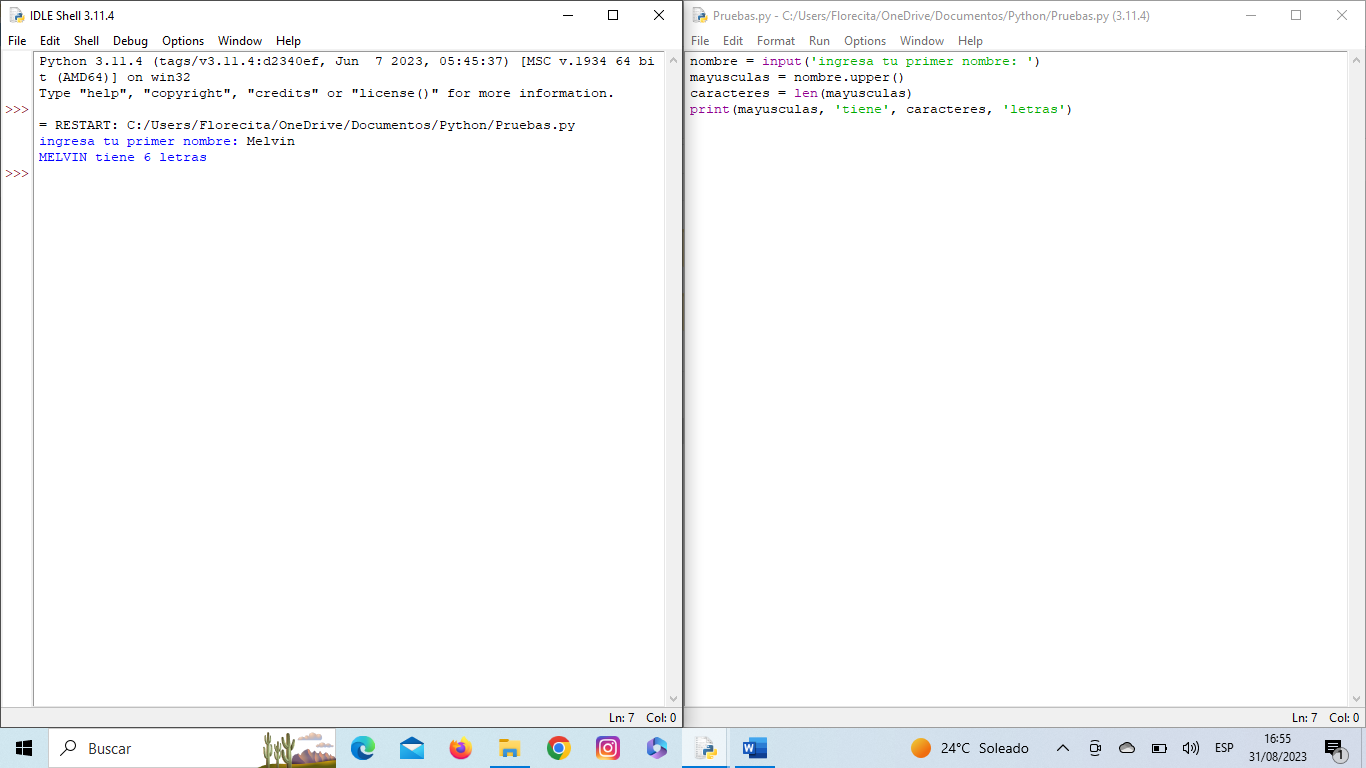 IDLE Shell 3.11.4
File Edit Shell Debug Options Window Help
Python 3.11.4 (tags/v3.11.4:d2340ef, Jun  7 2023, 05:45:37) [MSC v.1934 64 bi
t (AMD64)] on win32
Type "help", "copyright", "credits" or "license()" for more information.
>>>
= RESTART: C:/Users/Florecita/OneDrive/Documentos/Python/Pruebas.py
ingresa tu primer nombre: Melvin
MELVIN tiene 6 letras
>>>
Ln: 7 Col: 0
Pruebas.py - C:/Users/Florecita/OneDrive/Documentos/Python/Pruebas.py (3.11.4)
File Edit Format Run Options Window Help
nombre = input('ingresa tu primer nombre: ')
mayusculas = nombre.upper()
caracteres = len(mayusculas)
print(mayusculas, 'tiene', caracteres, 'letras')
Ln: 7 Col: 0
Buscar
24°C Soleado
ESP
16:55
31/08/2023
1